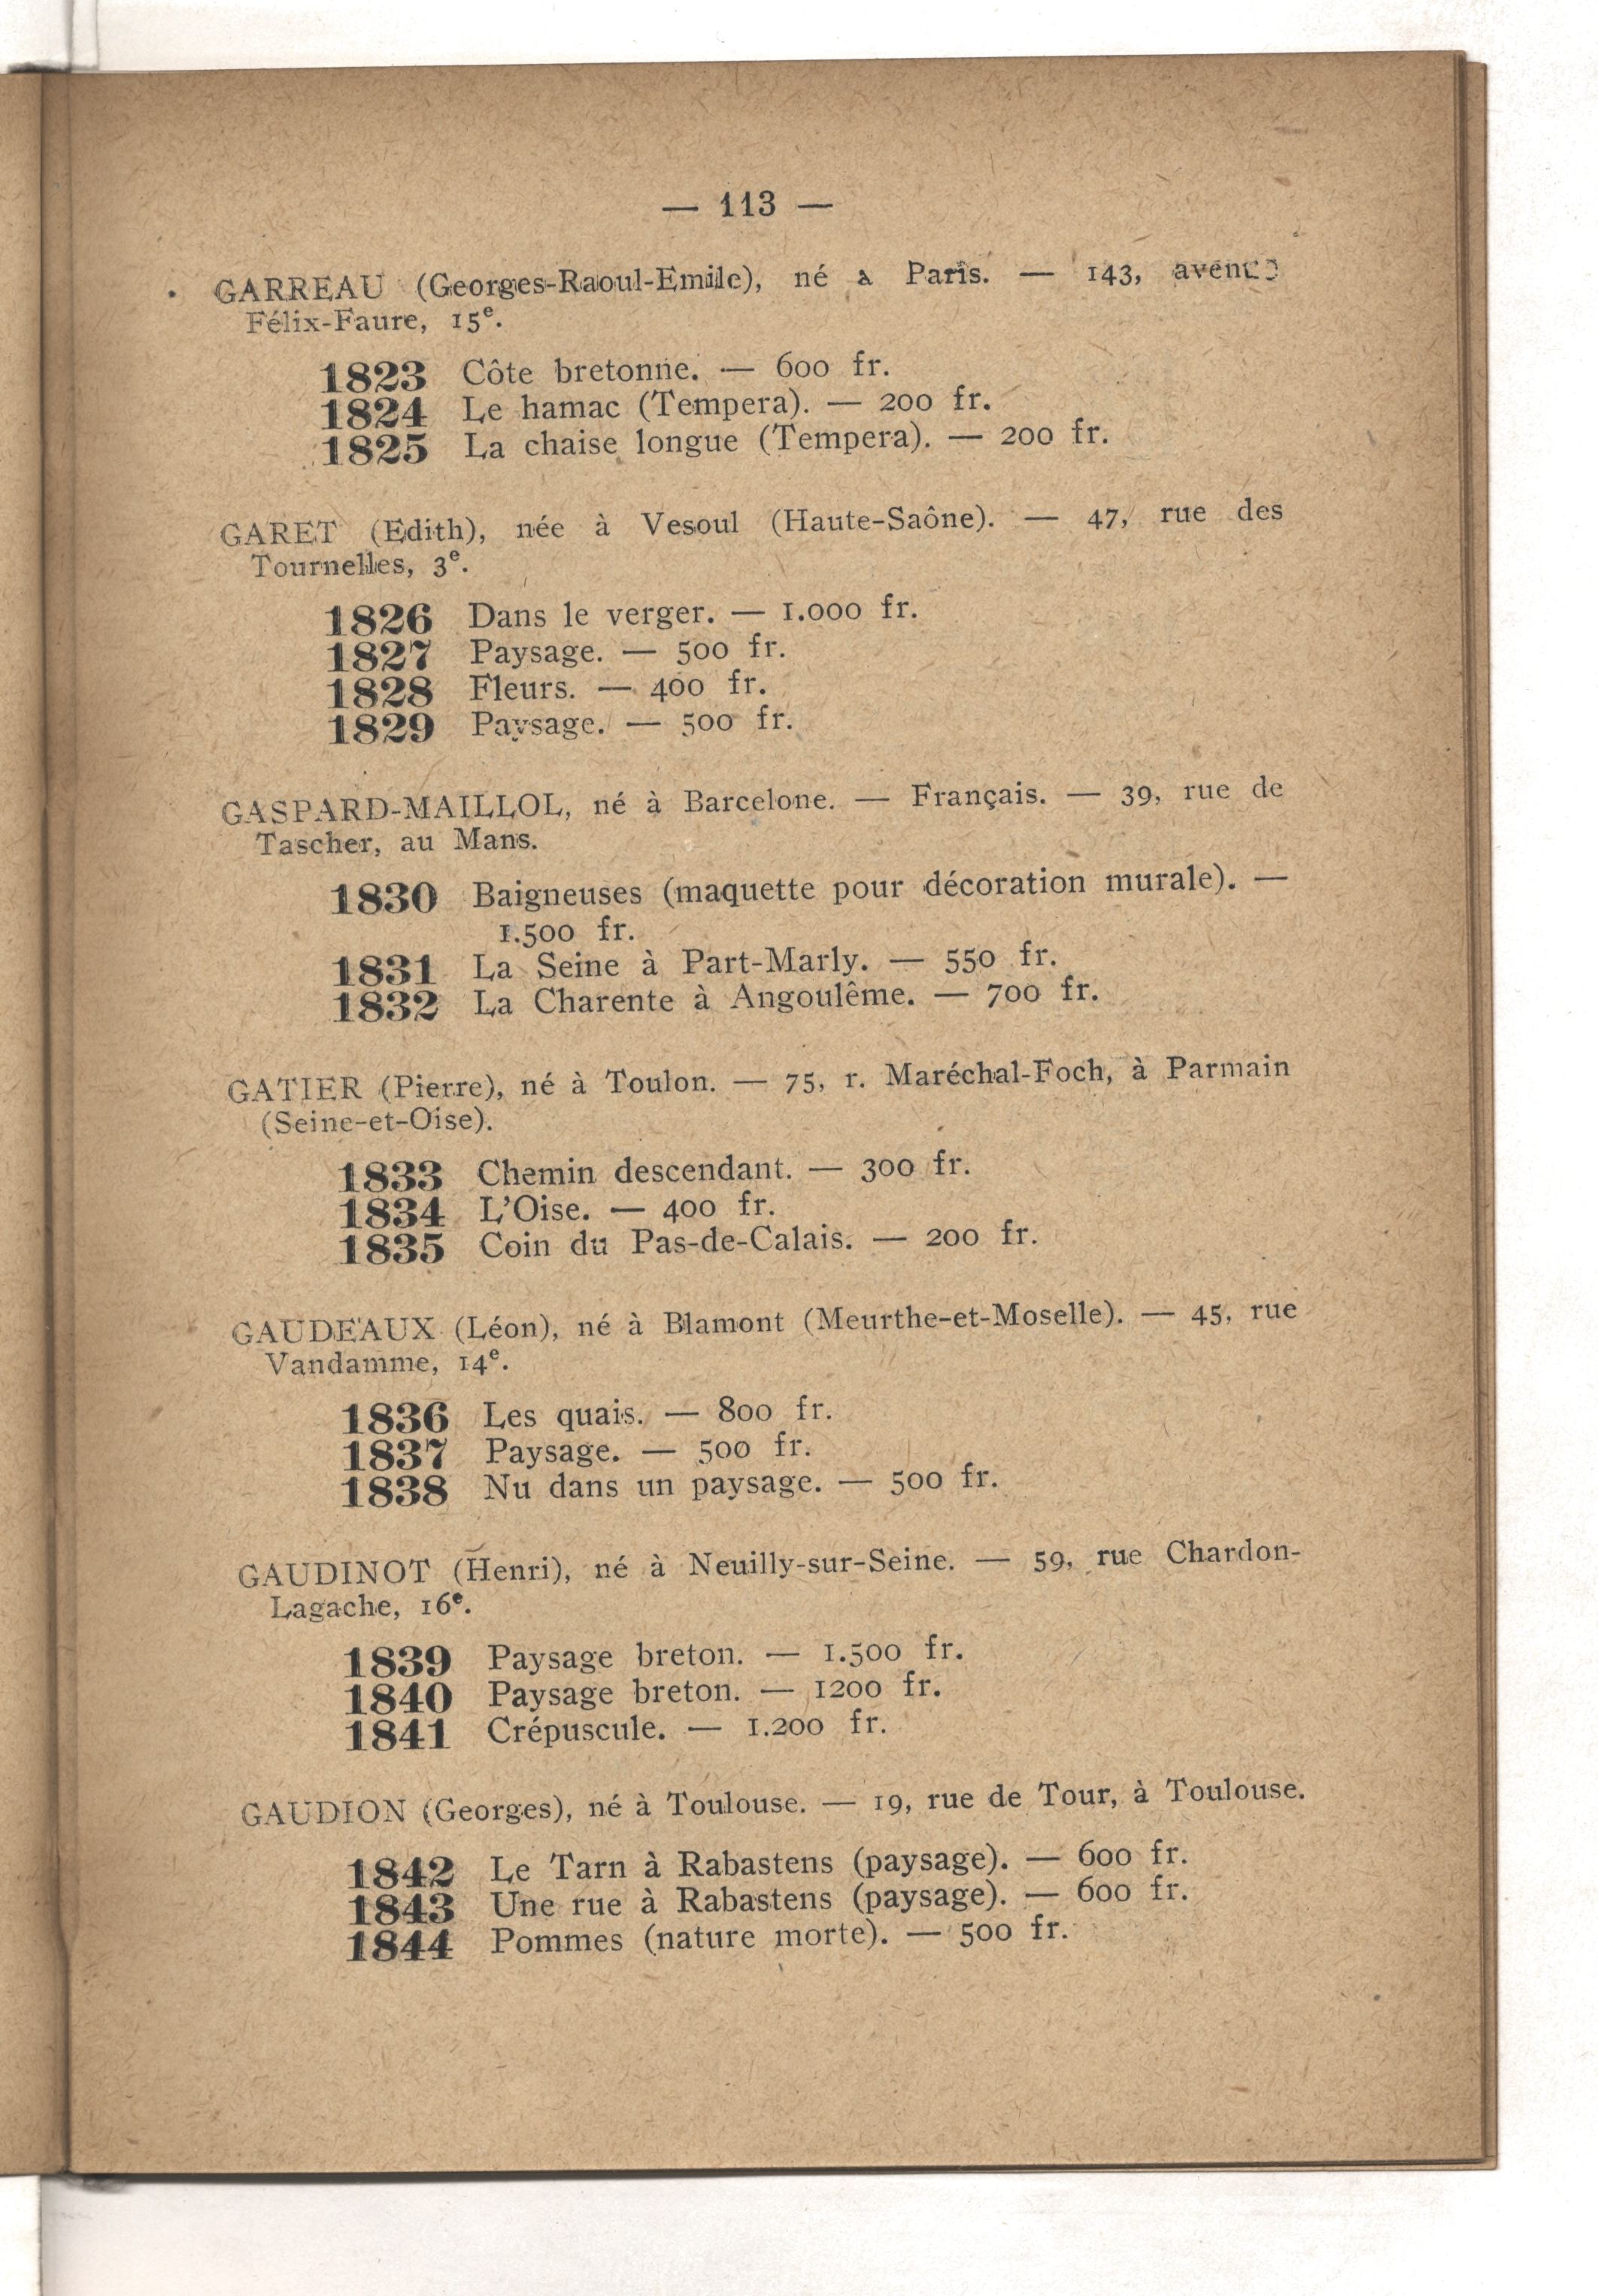 — 113 —
GARREAU (Georges-Raoul-Emile), né à Paris. — 143, avenue
Félix-Faure, 15e.
1823 Côte bretonne. — 600 fr.
1824 Le hamac (Tempera). — 200 fr.
1825 La chaise longue (Tempera). — 200 fr.
GARET (Edith), née à Vesoul (Haute-Saône). — 47, rue des
Tournelles, 3e.
1826 Dans le verger. — 1.000 fr.
1827 Paysage. — 500 fr.
1828 Fleurs. — 400 fr.
1829 Paysage. — 500 fr.
GASPARD-MAILLOL, né à Barcelone. — Français. — 39, rue de
Tascher, au Mans.
1830 Baigneuses (maquette pour décoration murale). —
1.500 fr.
1831 La Seine à Part-Marly. — 550 fr.
1832 La Charente à Angoulême. — 700 fr.
GATIER (Pierre), né à Toulon. — 75, r. Maréchal-Foch, à Parmain
(Seine-et-Oise).
1833 Chemin descendant. — 300 fr.
1834 L'Oise. — 400 fr.
1835 Coin du Pas-de-Calais. — 200 fr.
GAUDEAUX (Léon), né à Blamont (Meurthe-et-Moselle). — 45, rue
Vandamme, 14e.
1836 Les quais. — 800 fr.
1837 Paysage. — 500 fr.
1838 Nu dans un paysage. — 500 fr.
GAUDINOT (Henri), né à Neuilly-sur-Seine. — 59, rue Chardon-
Lagache, 16e.
1839 Paysage breton. — 1.500 fr.
1840 Paysage breton. — 1200 fr.
1841 Crépuscule. — 1.200 fr.
GAUDION (Georges), né à Toulouse. — 19, rue de Tour, à Toulouse.
1842 Le Tarn à Rabastens (paysage). — 600 fr.
1843 Une rue à Rabastens (paysage). — 600 fr.
1844 Pommes (nature morte). — 500 fr.